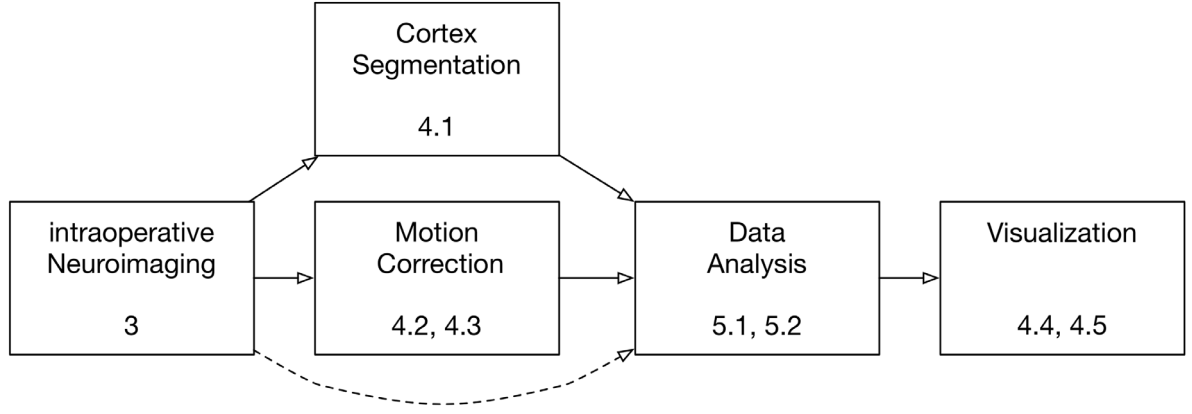 Cortex
Segmentation
4.1
intraoperative
Neuroimaging
3
Motion
Correction
4.2, 4.3
Data
Analysis
5.1, 5.2
Visualization
4.4, 4.5